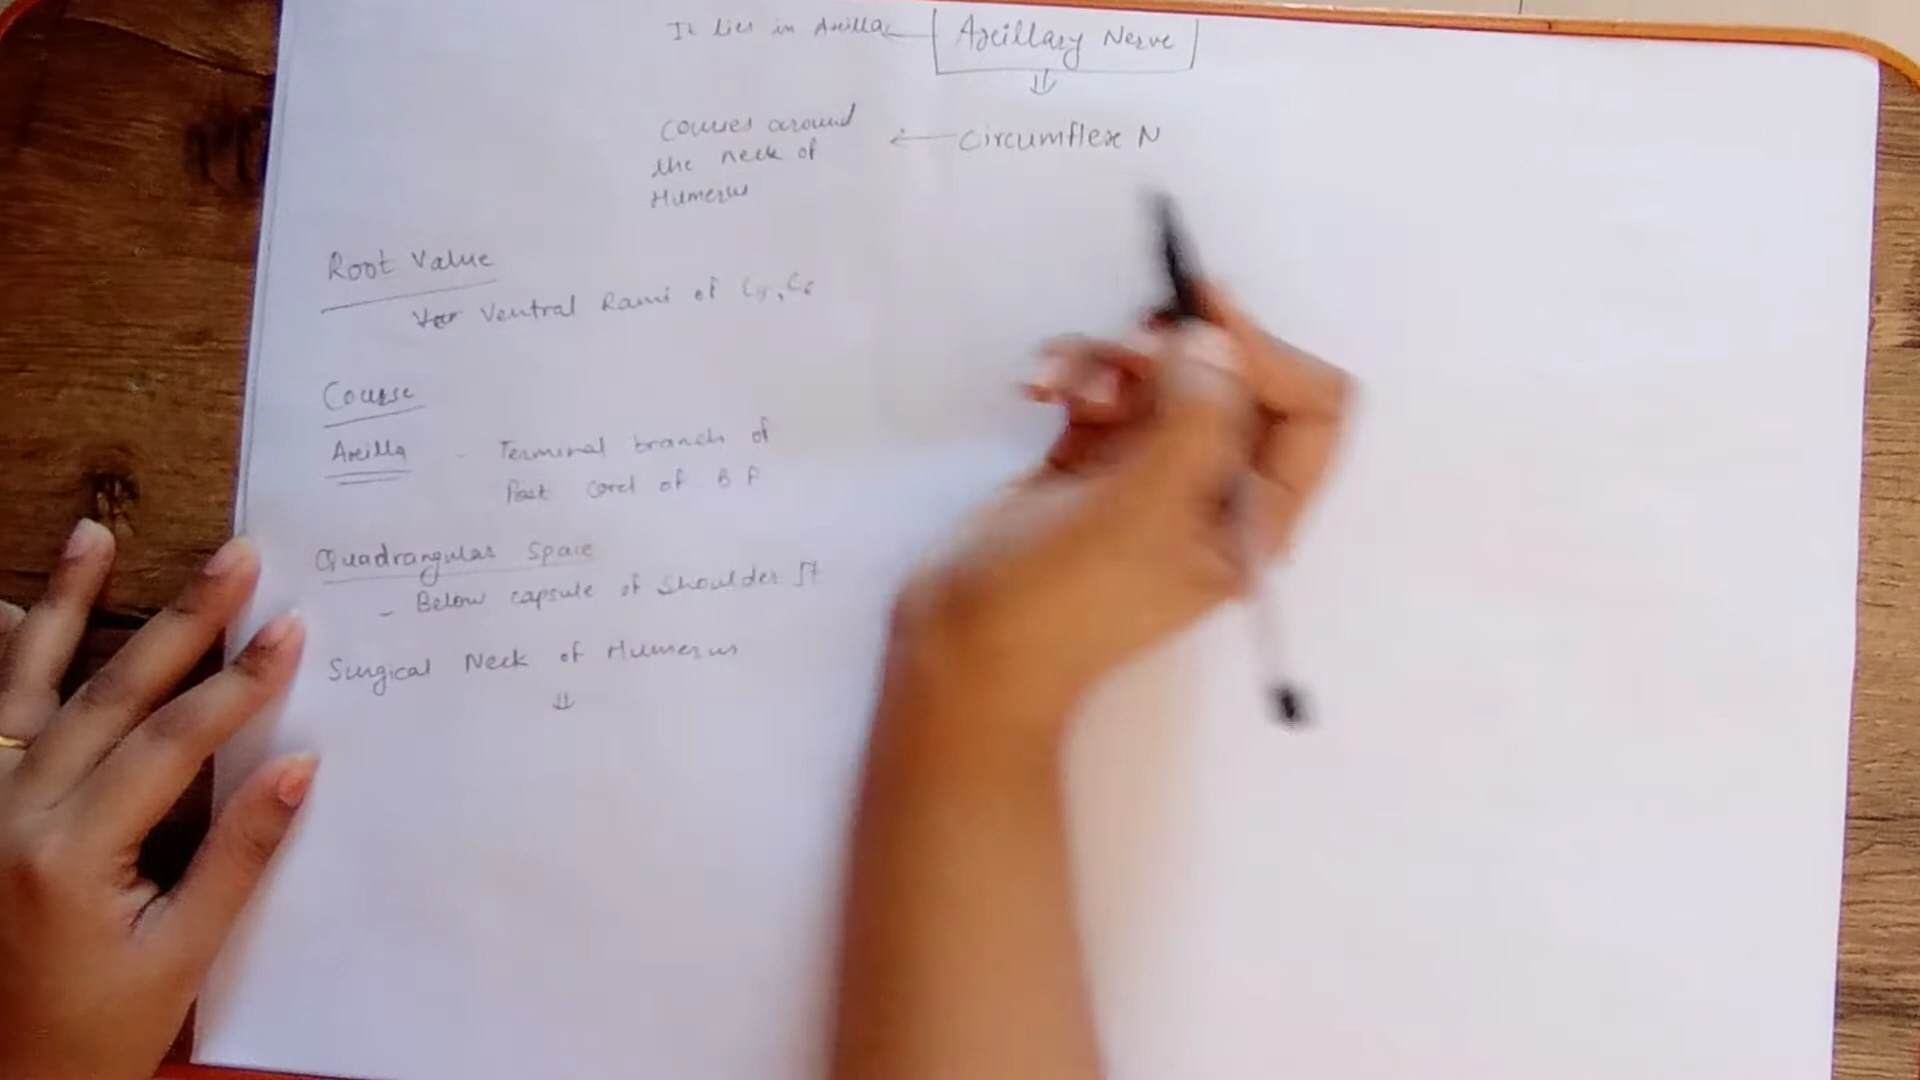 It lies in Axilla
Axillary Nerve
Circumflex N
Courses around
the neck of
Humerus
Root Value
Ventral Rami of C5, C6
Course
Axilla - Terminal branch of
Post cord of B P
Quadrangular Space
- Below capsule of Shoulder Jt
Surgical Neck of Humerus